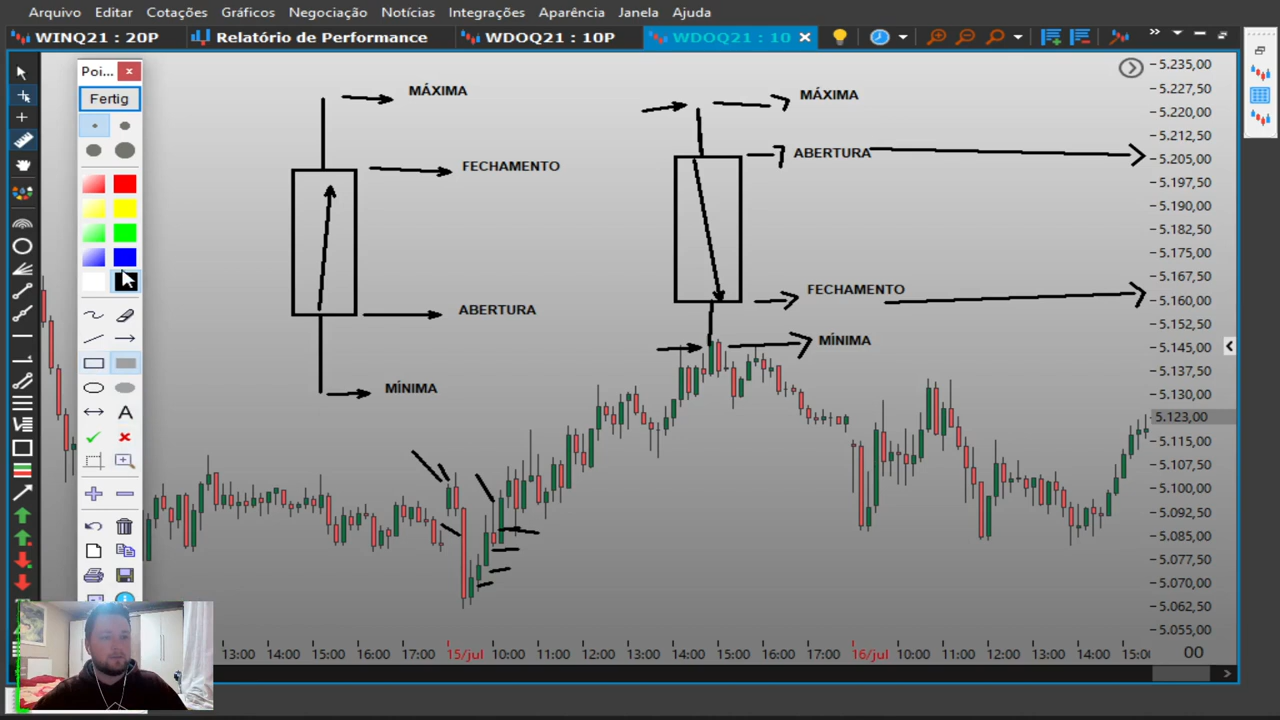 Arquivo Editar Cotações Gráficos Negociação Notícias Integrações Aparência Janela Ajuda
WINQ21 : 20P Relatório de Performance WDOQ21 : 10P WDOQ21 : 10
Poi...
Fertig
MÁXIMA
FECHAMENTO
ABERTURA
MÍNIMA
MÁXIMA
ABERTURA
FECHAMENTO
MÍNIMA
A
5.235,00
5.227,50
5.220,00
5.212,50
5.205,00
5.197,50
5.190,00
5.182,50
5.175,00
5.167,50
5.160,00
5.152,50
5.145,00
5.137,50
5.130,00
5.123,00
5.115,00
5.107,50
5.100,00
5.092,50
5.085,00
5.077,50
5.070,00
5.062,50
5.055,00
13:00 14:00 15:00 16:00 17:00 15/jul 10:00 11:00 12:00 13:00 14:00 15:00 16:00 17:00 16/jul 10:00 11:00 12:00 13:00 14:00 15:0 00